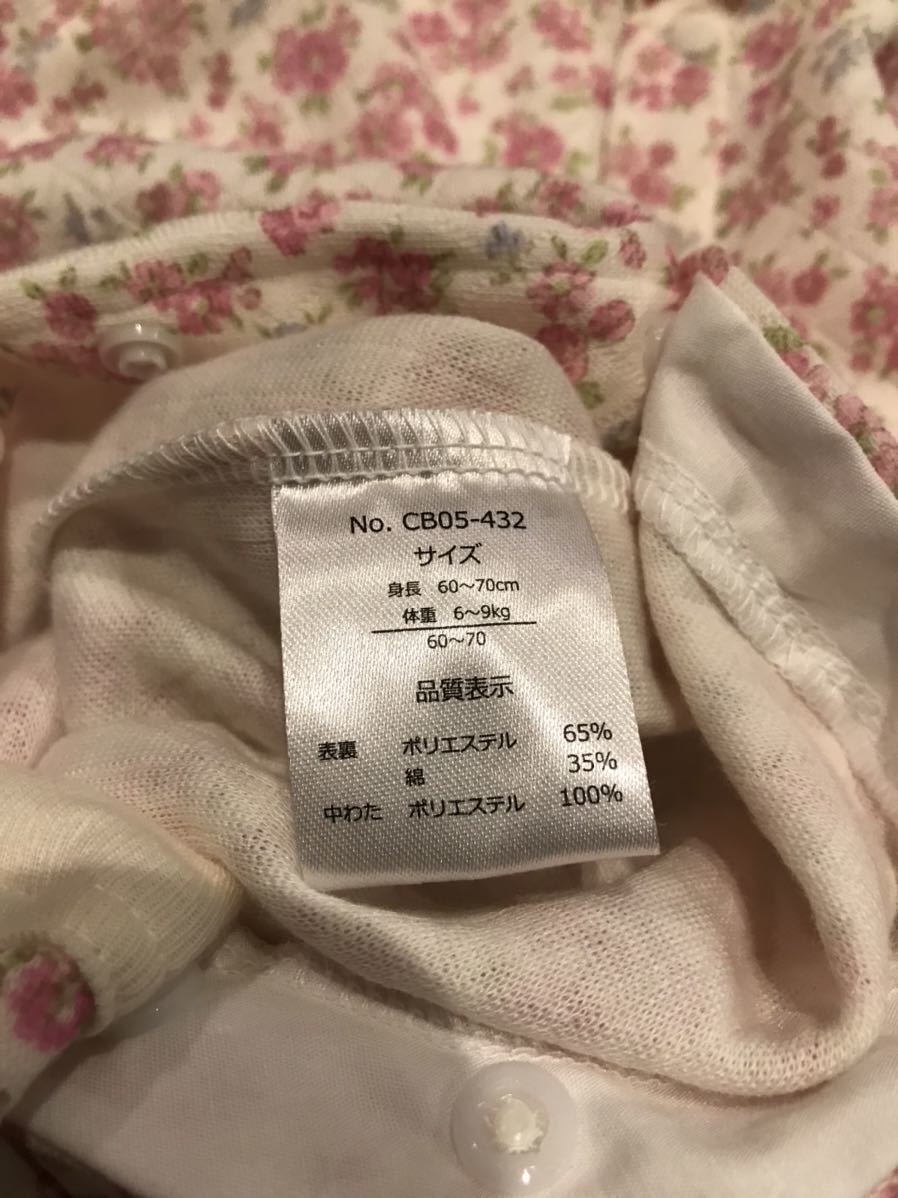 No. CB05-432
サイズ
身長 60～70cm
体重 6～9kg
60～70
品質表示
表裏 ポリエステル 65%
綿 35%
中わた ポリエステル 100%